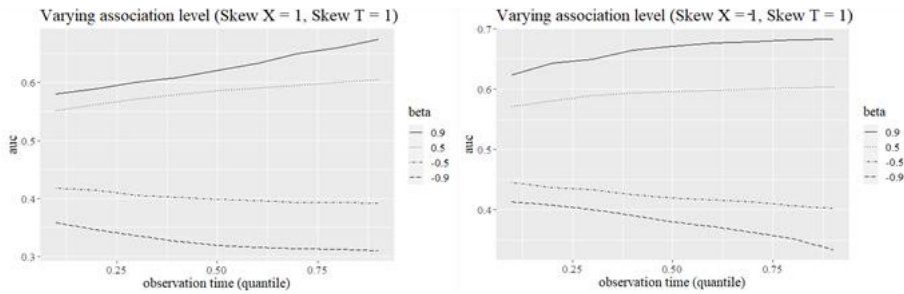 Varying association level (Skew X = 1, Skew T = 1)
auc
0.6
0.5
0.4
0.3
0.25
0.50
0.75
observation time (quantile)
beta
0.9
0.5
-0.5
-0.9
Varying association level (Skew X = -1, Skew T = 1)
auc
0.7
0.6
0.5
0.4
0.25
0.50
0.75
observation time (quantile)
beta
0.9
0.5
-0.5
-0.9